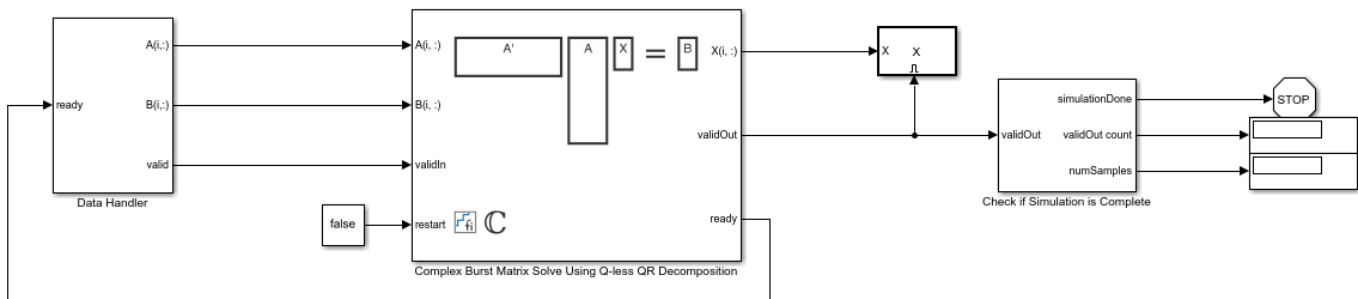 A(i,:)
B(i,:)
valid
ready
Data Handler
false
A(i, :)
B(i, :)
validIn
restart
A'
A
X
=
B
fi
ℂ
X(i, :)
validOut
ready
Complex Burst Matrix Solve Using Q-less QR Decomposition
X
X
validOut
simulationDone
validOut count
numSamples
Check if Simulation is Complete
STOP